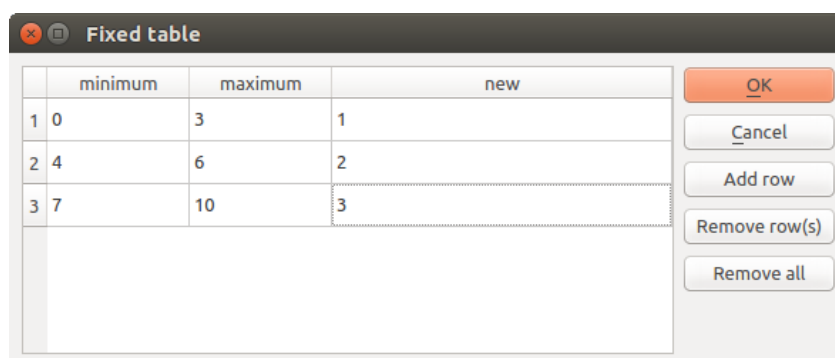 Fixed table
minimum maximum new
1 0 3 1
2 4 6 2
3 7 10 3
OK
Cancel
Add row
Remove row(s)
Remove all